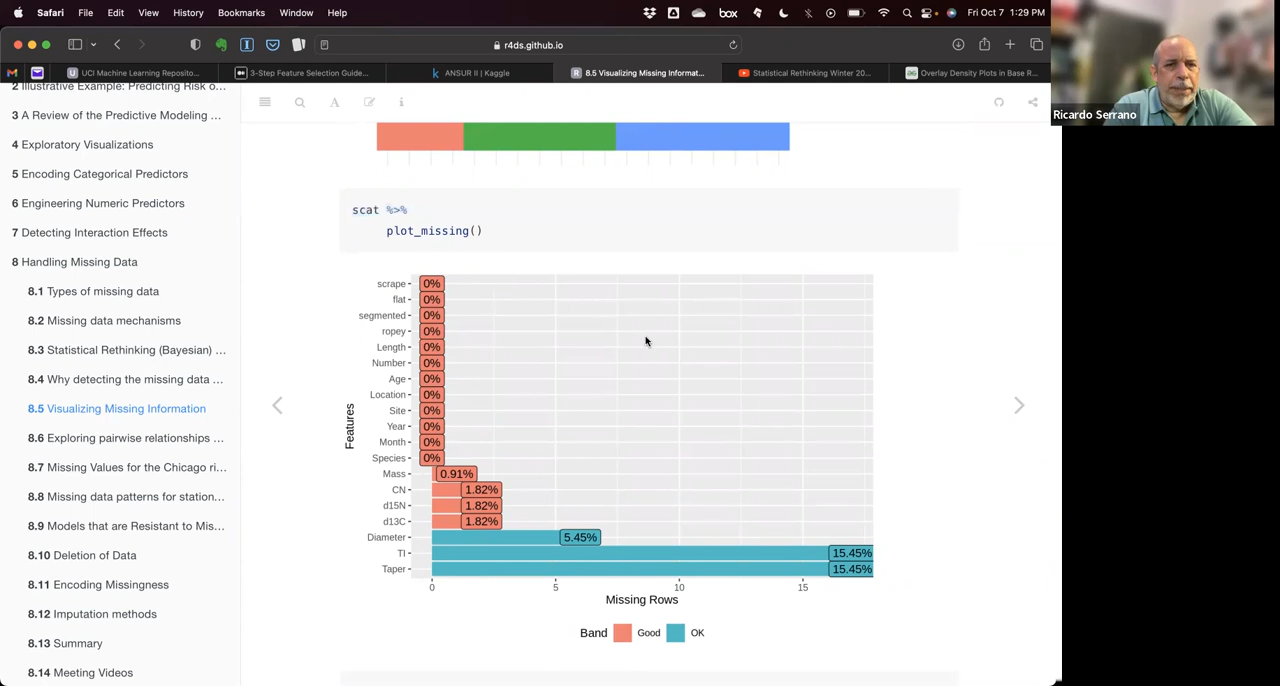 Safari File Edit View History Bookmarks Window Help
box
Fri Oct 7 1:29 PM
r4ds.github.io
UCI Machine Learning Reposito...
3-Step Feature Selection Guide...
ANSUR II | Kaggle
8.5 Visualizing Missing Informat...
Statistical Rethinking Winter 20...
Overlay Density Plots in Base R...
2 Illustrative Example: Predicting Risk o...
3 A Review of the Predictive Modeling ...
4 Exploratory Visualizations
5 Encoding Categorical Predictors
6 Engineering Numeric Predictors
7 Detecting Interaction Effects
8 Handling Missing Data
8.1 Types of missing data
8.2 Missing data mechanisms
8.3 Statistical Rethinking (Bayesian) ...
8.4 Why detecting the missing data ...
8.5 Visualizing Missing Information
8.6 Exploring pairwise relationships ...
8.7 Missing Values for the Chicago ri...
8.8 Missing data patterns for station...
8.9 Models that are Resistant to Mis...
8.10 Deletion of Data
8.11 Encoding Missingness
8.12 Imputation methods
8.13 Summary
8.14 Meeting Videos
scat %>%
plot_missing()
Features
scrape 0%
flat 0%
segmented 0%
ropey 0%
Length 0%
Number 0%
Age 0%
Location 0%
Site 0%
Year 0%
Month 0%
Species 0%
Mass 0.91%
CN 1.82%
d15N 1.82%
d13C 1.82%
Diameter 5.45%
TI 15.45%
Taper 15.45%
0 5 10 15
Missing Rows
Band Good OK
Ricardo Serrano